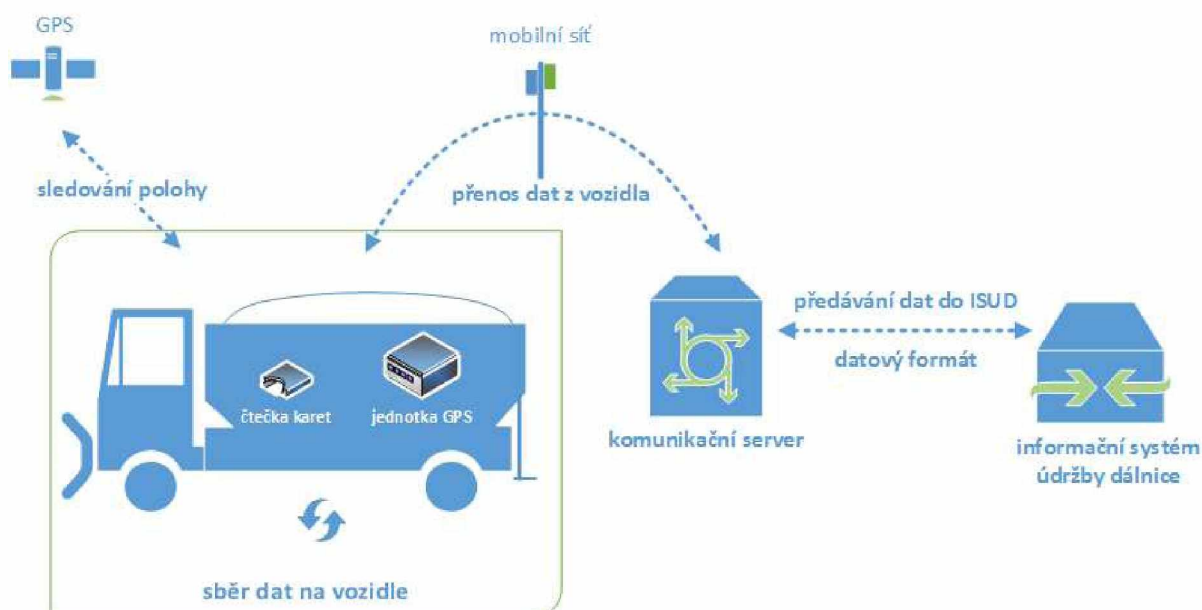 GPS
mobilní síť
sledování polohy
přenos dat z vozidla
předávání dat do ISUD
datový formát
čtečka karet
jednotka GPS
komunikační server
informační systém
údržby dálnice
sběr dat na vozidle